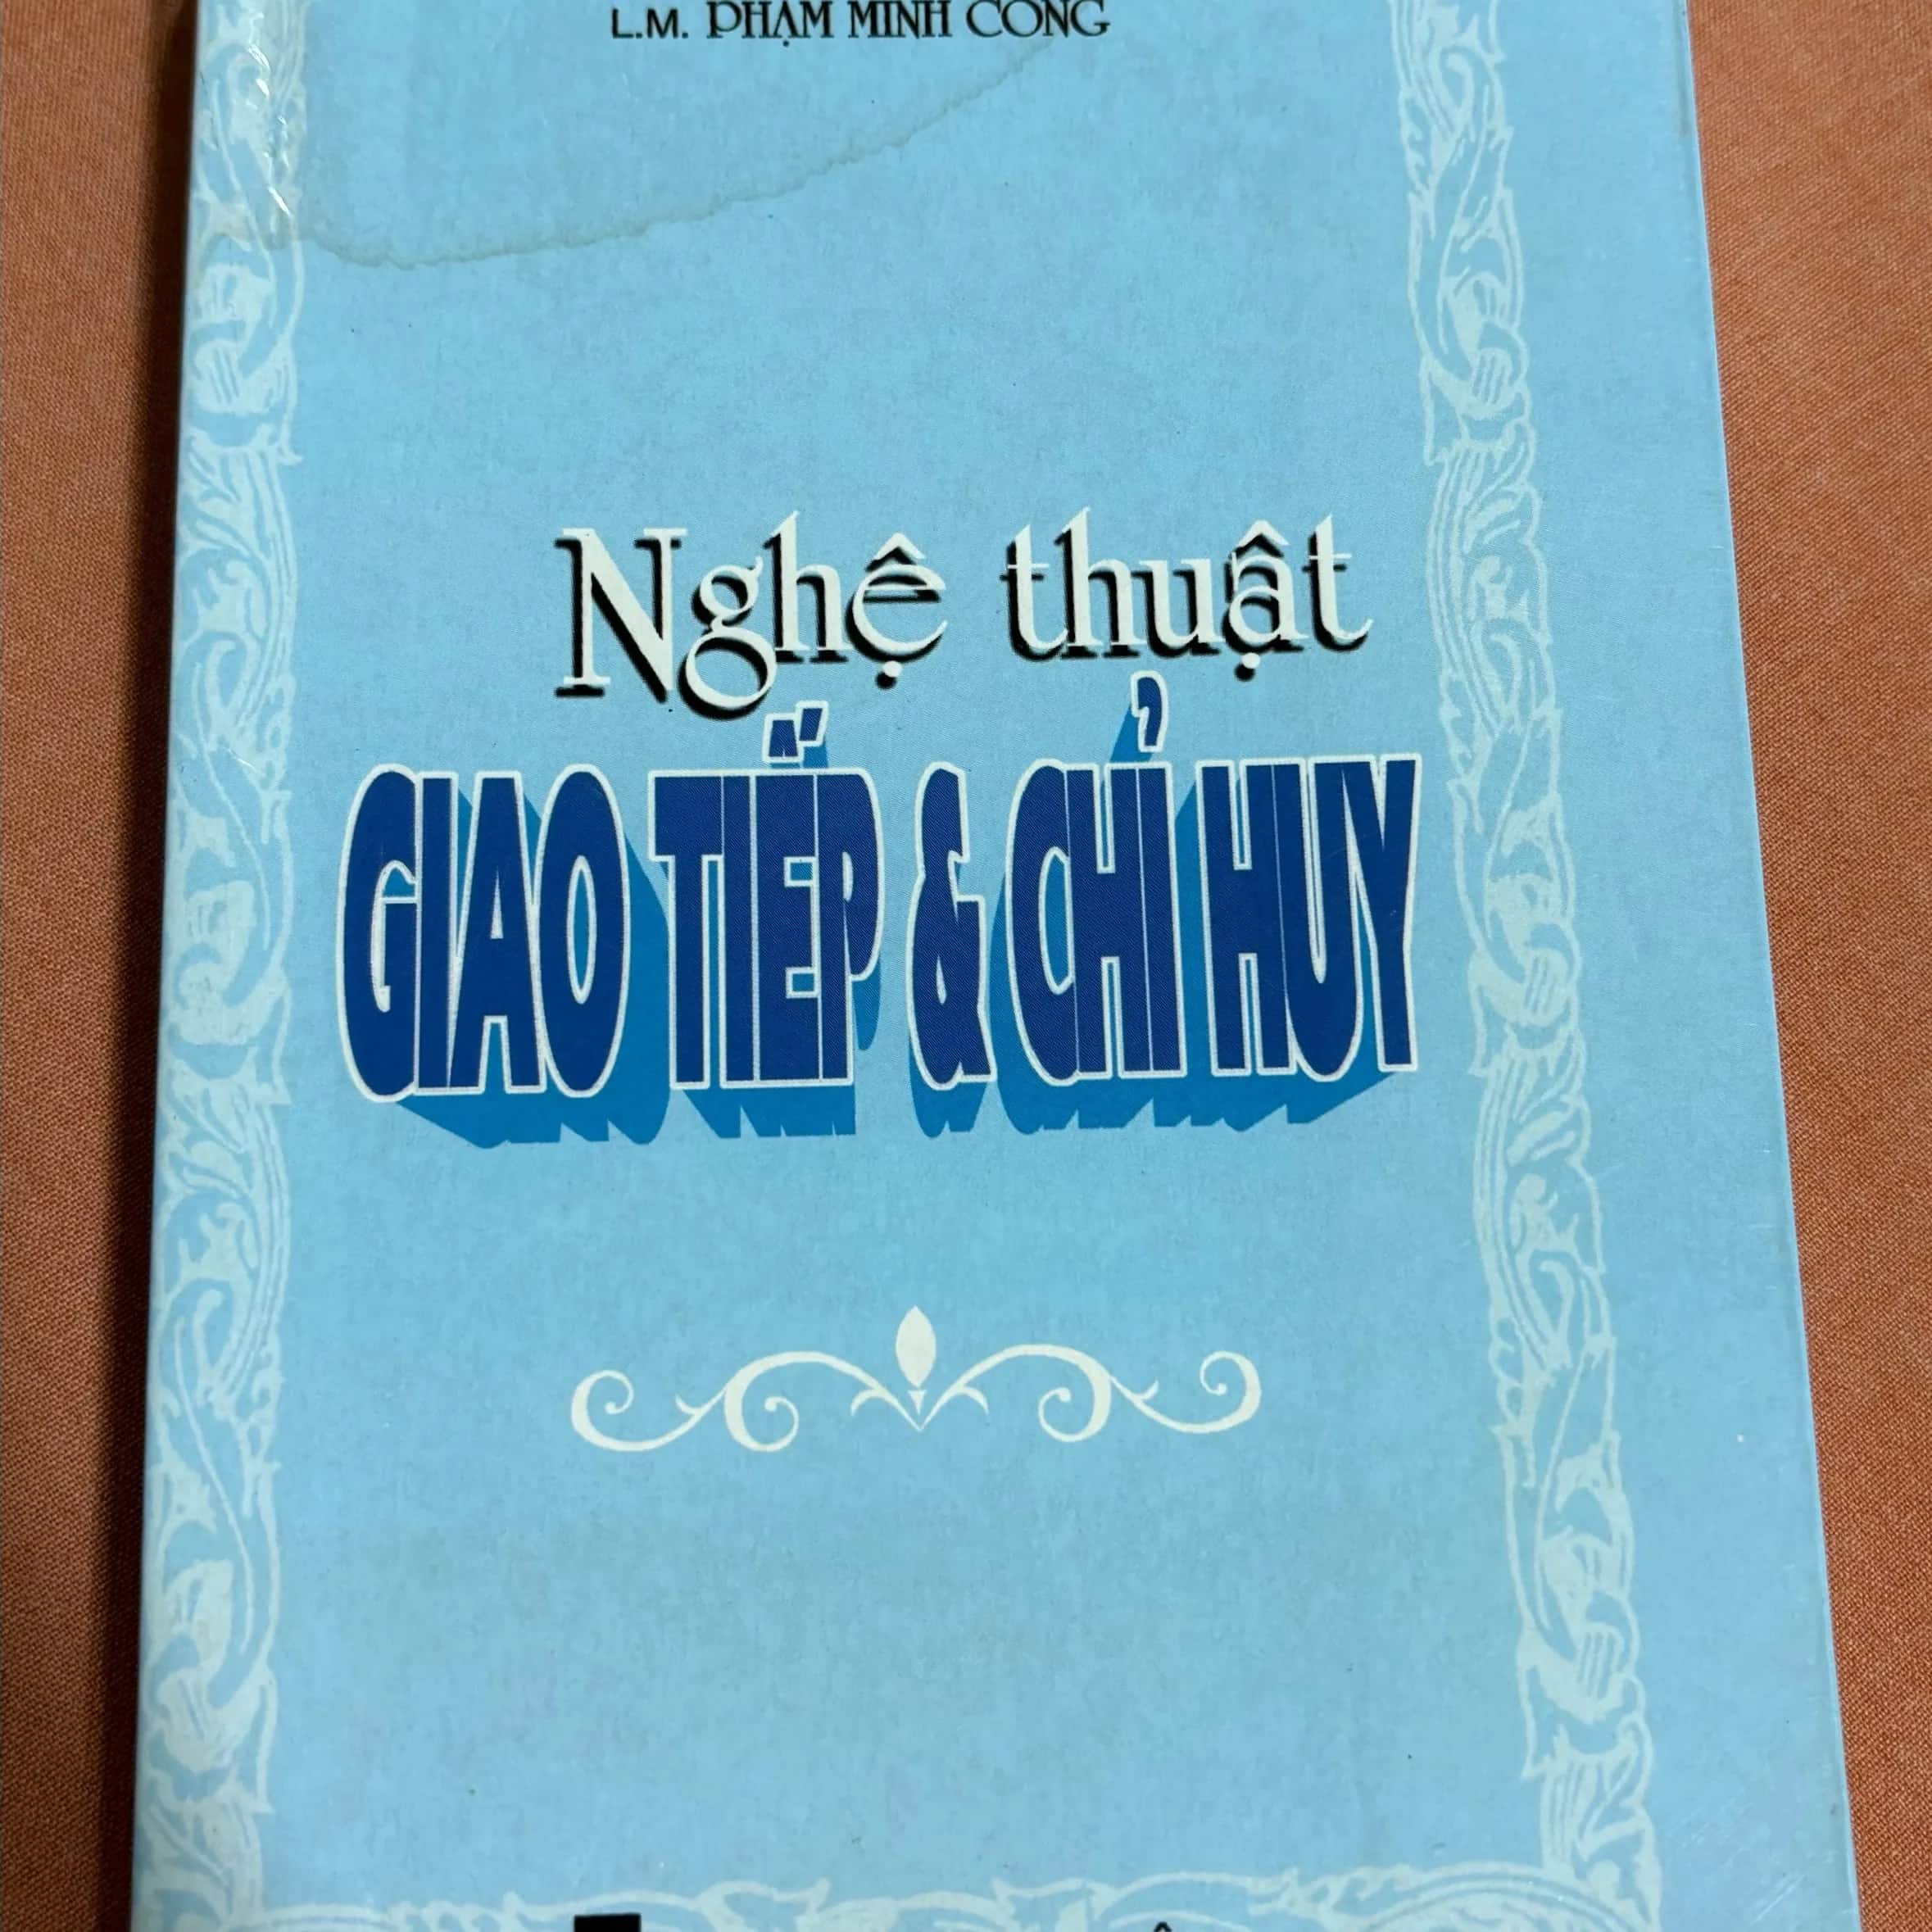 L.M. PHẠM MINH CÔNG
Nghệ thuật
GIAO TIẾP & CHỈ HUY